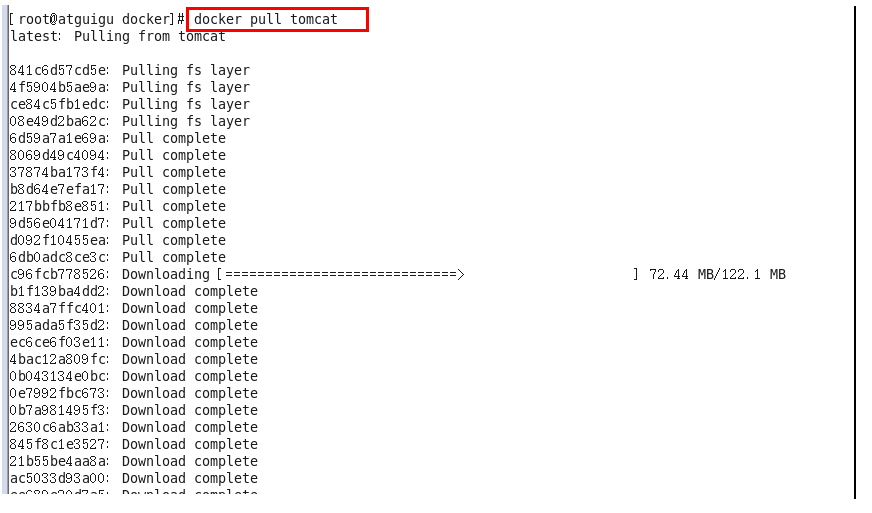 [root@atguigu docker]# docker pull tomcat
latest: Pulling from tomcat
841c6d57cd5e: Pulling fs layer
4f5904b5ae9a: Pulling fs layer
ce84c5fb1edc: Pulling fs layer
08e49d2ba62c: Pulling fs layer
6d59a7a1e69a: Pull complete
8069d49c4094: Pull complete
37874ba173f4: Pull complete
b8d64e7efa17: Pull complete
217bbfb8e851: Pull complete
9d56e04171d7: Pull complete
d092f10455ea: Pull complete
6db0adc8ce3c: Pull complete
c96fcb778526: Downloading [=============================>                     ] 72.44 MB/122.1 MB
b1f139ba4dd2: Download complete
8834a7ffc401: Download complete
995ada5f35d2: Download complete
ec6ce6f03e11: Download complete
4bac12a809fc: Download complete
0b043134e0bc: Download complete
0e7992fbc673: Download complete
0b7a981495f3: Download complete
2630c6ab33a1: Download complete
845f8c1e3527: Download complete
21b55be4aa8a: Download complete
ac5033d93a00: Download complete
Download complete